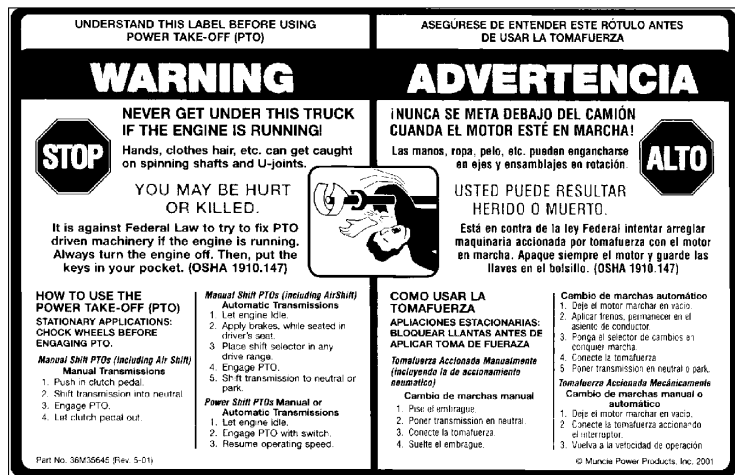 UNDERSTAND THIS LABEL BEFORE USING
POWER TAKE-OFF (PTO)
WARNING
STOP
NEVER GET UNDER THIS TRUCK
IF THE ENGINE IS RUNNING!
Hands, clothes hair, etc. can get caught
on spinning shafts and U-joints.
YOU MAY BE HURT
OR KILLED.
It is against Federal Law to try to fix PTO
driven machinery if the engine is running.
Always turn the engine off. Then, put the
keys in your pocket. (OSHA 1910.147)
HOW TO USE THE
POWER TAKE-OFF (PTO)
STATIONARY APPLICATIONS:
CHOCK WHEELS BEFORE
ENGAGING PTO.
Manual Shift PTOs (Including Air Shift)
Manual Transmissions
1. Push in clutch pedal.
2. Shift transmission into neutral
3. Engage PTO.
4. Let clutch pedal out.
Manual Shift PTOs (including AirShift)
Automatic Transmissions
1. Let engine Idle.
2. Apply brakes, while seated in
driver's seat.
3 Place shift selector in any
drive range.
4. Engage PTO.
5. Shift transmission to neutral or
park.
Power Shift PTOs Manual or
Automatic Transmissions
1. Let engine idle.
2. Engage PTO with switch.
3. Resume operating speed.
Part No. 36M35645 (Rev. 5-01)
ASEGÚRESE DE ENTENDER ESTE RÓTULO ANTES
DE USAR LA TOMAFUERZA
ADVERTENCIA
¡NUNCA SE META DEBAJO DEL CAMIÓN
CUANDA EL MOTOR ESTÉ EN MARCHA!
Las manos, ropa, pelo, etc. pueden engancharse
en ejes y ensamblajes en rotación.
ALTO
USTED PUEDE RESULTAR
HERIDO O MUERTO.
Está en contra de la ley Federal intentar arreglar
maquinaria accionada por tomafuerza con el motor
en marcha. Apaque siempre el motor y guarde las
llaves en el bolsillo. (OSHA 1910.147)
COMO USAR LA
TOMAFUERZA
APLIACIONES ESTACIONARIAS:
BLOQUEAR LLANTAS ANTES DE
APLICAR TOMA DE FUERAZA
Tomafuerza Accionada Manualmente
(incluyendo la de accionamiento
neumatico)
Cambio de marchas manual
1. Pise el embrague.
2. Poner transmission en neutral.
3. Conecte la tomafuerza.
4. Suelte el embrague.
Cambio de marchas automático
1. Deje el motor marchar en vacio.
2. Aplicar frenos, permanecer en el
asiento de conductor.
3. Ponga el selector de cambios en
conquier marcha.
4. Conecte la tomafuerza
5 Poner transmission en neutral o park.
Tomafuerza Accionada Mecánicamente
Cambio de marchas manual o
automático
1. Deje el motor marchar en vacio.
2. Conecte la tomafuerza accionando
el interruptor.
3. Vuelva a la velocidad de operación
© Muncie Power Products, Inc. 2001